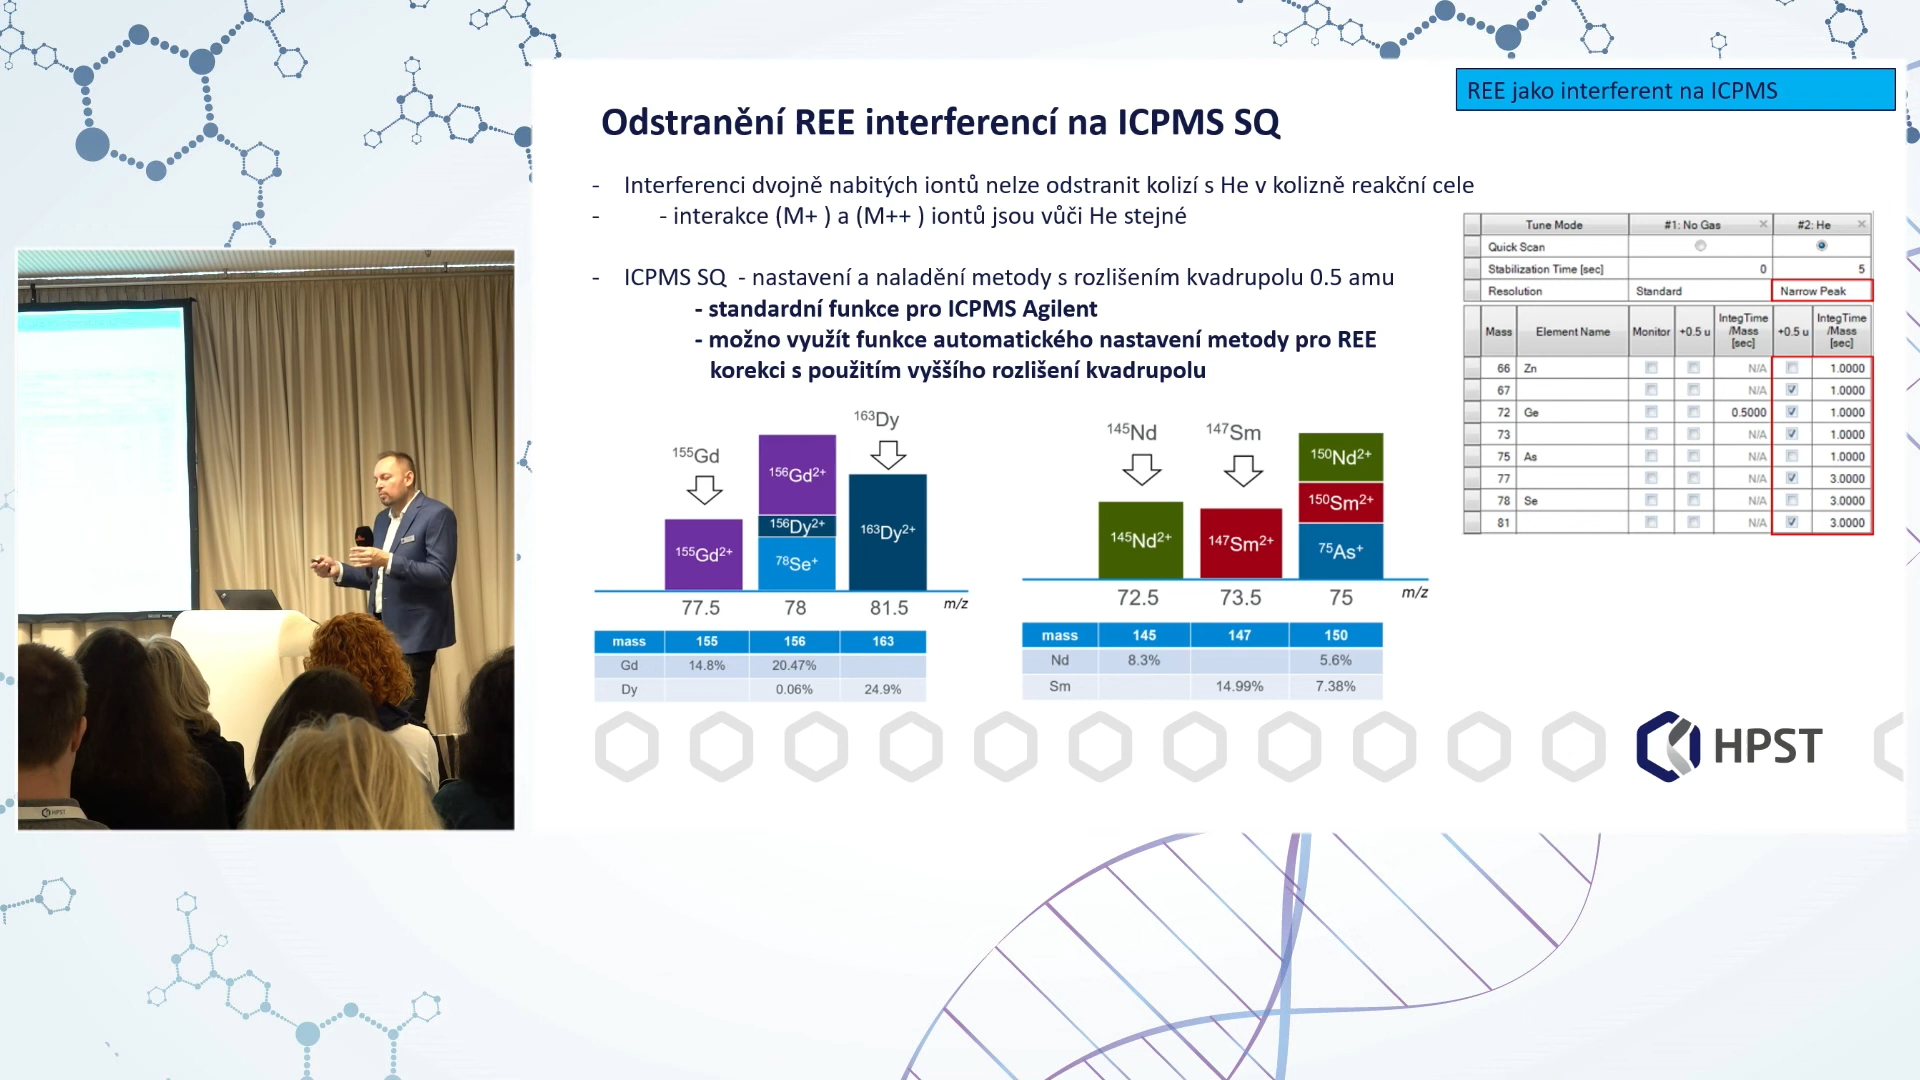 REE jako interferent na ICPMS
Odstranění REE interferencí na ICPMS SQ
- Interferenci dvojně nabitých iontů nelze odstranit kolizí s He v kolizně reakční cele
- - interakce (M+ ) a (M++ ) iontů jsou vůči He stejné
- ICPMS SQ - nastavení a naladění metody s rozlišením kvadrupolu 0.5 amu
- standardní funkce pro ICPMS Agilent
- možno využít funkce automatického nastavení metody pro REE
korekci s použitím vyššího rozlišení kvadrupolu
Tune Mode #1: No Gas #2: He
Quick Scan
Stabilization Time [sec] 0 5
Resolution Standard Narrow Peak
Mass Element Name Monitor +0.5 u IntegTime /Mass [sec] +0.5 u IntegTime /Mass [sec]
66 Zn N/A 1.0000
67 N/A 1.0000
72 Ge 0.5000 1.0000
73 N/A 1.0000
75 As N/A 1.0000
77 N/A 3.0000
78 Se N/A 3.0000
81 N/A 3.0000
155Gd
163Dy
156Gd2+
156Dy2+
155Gd2+
78Se+
163Dy2+
77.5 78 81.5 m/z
mass 155 156 163
Gd 14.8% 20.47%
Dy 0.06% 24.9%
145Nd
147Sm
150Nd2+
150Sm2+
145Nd2+
147Sm2+
75As+
72.5 73.5 75 m/z
mass 145 147 150
Nd 8.3% 5.6%
Sm 14.99% 7.38%
HPST
HPST